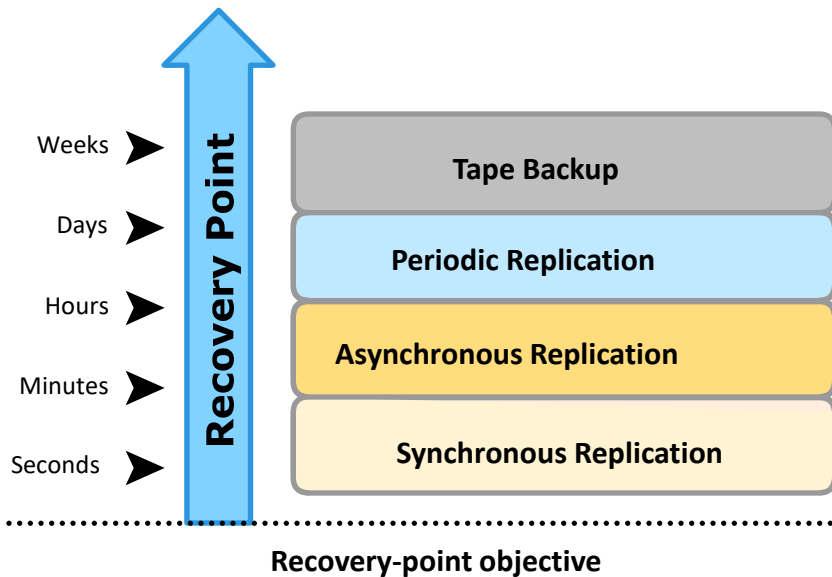 Weeks
Days
Hours
Minutes
Seconds
Recovery Point
Tape Backup
Periodic Replication
Asynchronous Replication
Synchronous Replication
Recovery-point objective